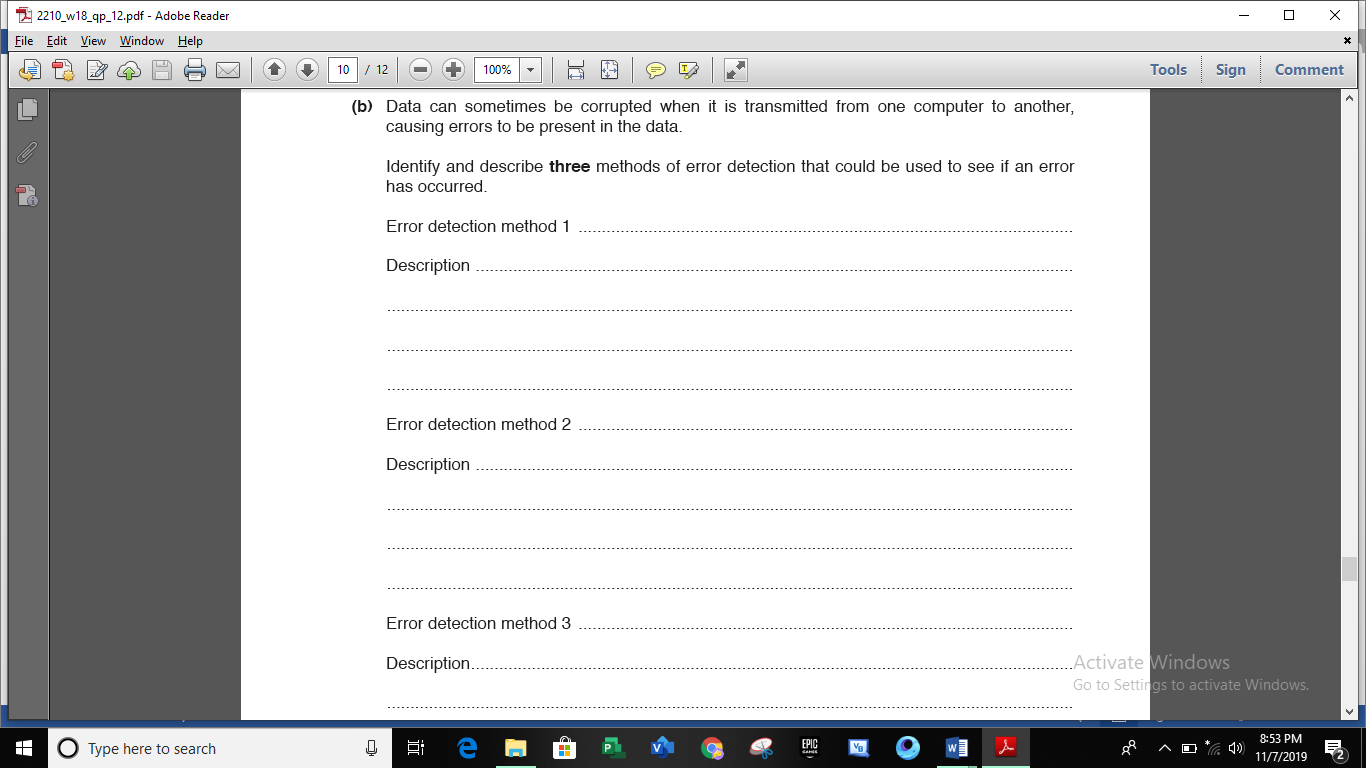 2210_w18_qp_12.pdf - Adobe Reader
File Edit View Window Help
10 / 12 100% Tools Sign Comment
(b) Data can sometimes be corrupted when it is transmitted from one computer to another,
causing errors to be present in the data.
Identify and describe three methods of error detection that could be used to see if an error
has occurred.
Error detection method 1
Description
Error detection method 2
Description
Error detection method 3
Description
Activate Windows
Go to Settings to activate Windows.
Type here to search
EPIC
GAMES
8:53 PM
11/7/2019
2